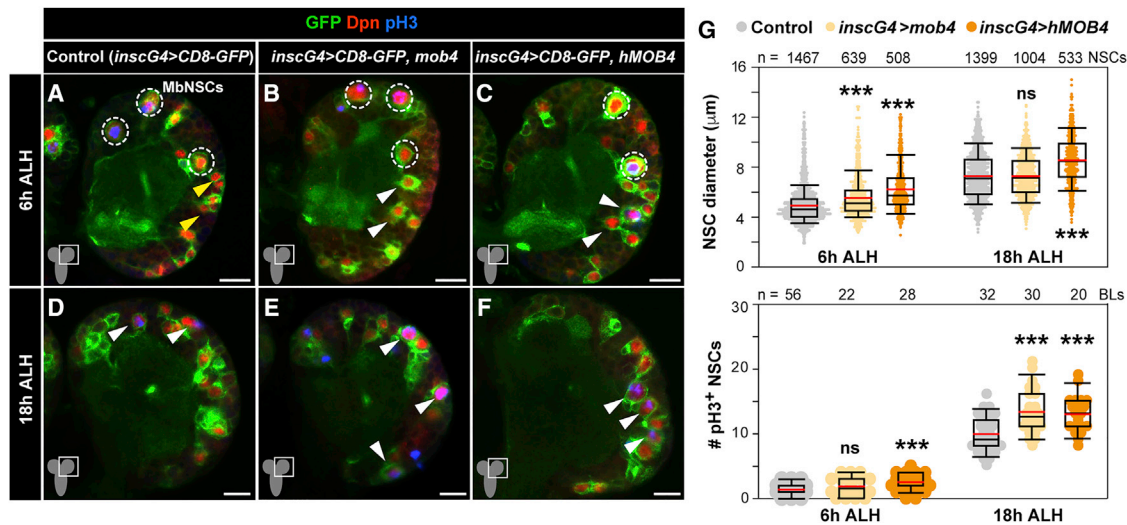 GFP Dpn pH3
Control (inscG4>CD8-GFP)
inscG4>CD8-GFP, mob4
inscG4>CD8-GFP, hMOB4
6h ALH
A
MbNSCs
B
C
18h ALH
D
E
F
G
Control
inscG4>mob4
inscG4>hMOB4
n = 1467 639 508 1399 1004 533 NSCs
NSC diameter (μm)
16
12
8
4
0
*** *** ns
***
6h ALH 18h ALH
n = 56 22 28 32 30 20 BLs
# pH3+ NSCs
30
20
10
0
ns *** *** ***
6h ALH 18h ALH